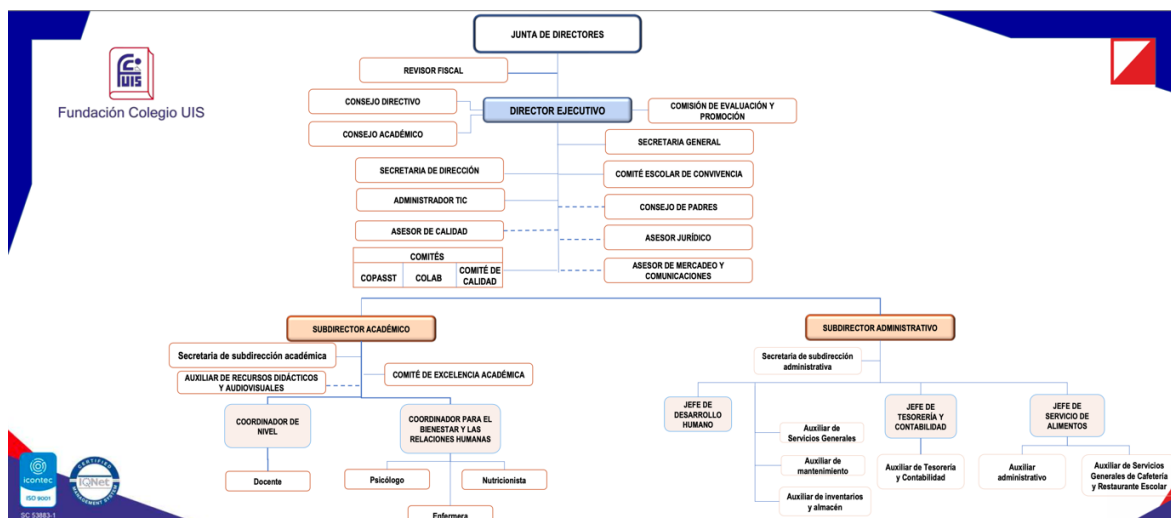 JUNTA DE DIRECTORES
REVISOR FISCAL
UIS
Fundación Colegio UIS
CONSEJO DIRECTIVO
DIRECTOR EJECUTIVO
COMISIÓN DE EVALUACIÓN Y
PROMOCIÓN
CONSEJO ACADÉMICO
SECRETARIA GENERAL
SECRETARIA DE DIRECCIÓN
COMITÉ ESCOLAR DE CONVIVENCIA
ADMINISTRADOR TIC
CONSEJO DE PADRES
ASESOR DE CALIDAD
ASESOR JURÍDICO
COMITÉS
COPASST
COLAB
COMITÉ DE
CALIDAD
ASESOR DE MERCADEO Y
COMUNICACIONES
SUBDIRECTOR ACADÉMICO
SUBDIRECTOR ADMINISTRATIVO
Secretaria de subdirección académica
Secretaria de subdirección
administrativa
AUXILIAR DE RECURSOS DIDÁCTICOS
Y AUDIOVISUALES
COMITÉ DE EXCELENCIA ACADÉMICA
COORDINADOR DE
NIVEL
COORDINADOR PARA EL
BIENESTAR Y LAS
RELACIONES HUMANAS
JEFE DE
DESARROLLO
HUMANO
JEFE DE
TESORERÍA Y
CONTABILIDAD
JEFE DE
SERVICIO DE
ALIMENTOS
Auxiliar de
Servicios Generales
Docente
Psicólogo
Nutricionista
Enfermera
Auxiliar de
mantenimiento
Auxiliar de Tesorería
y Contabilidad
Auxiliar
administrativo
Auxiliar de Servicios
Generales de Cafetería
y Restaurante Escolar
Auxiliar de inventarios
y almacén
icontec
ISO 9001
CERTIFIED
IQNet
MANAGEMENT SYSTEM
SC 53883-1